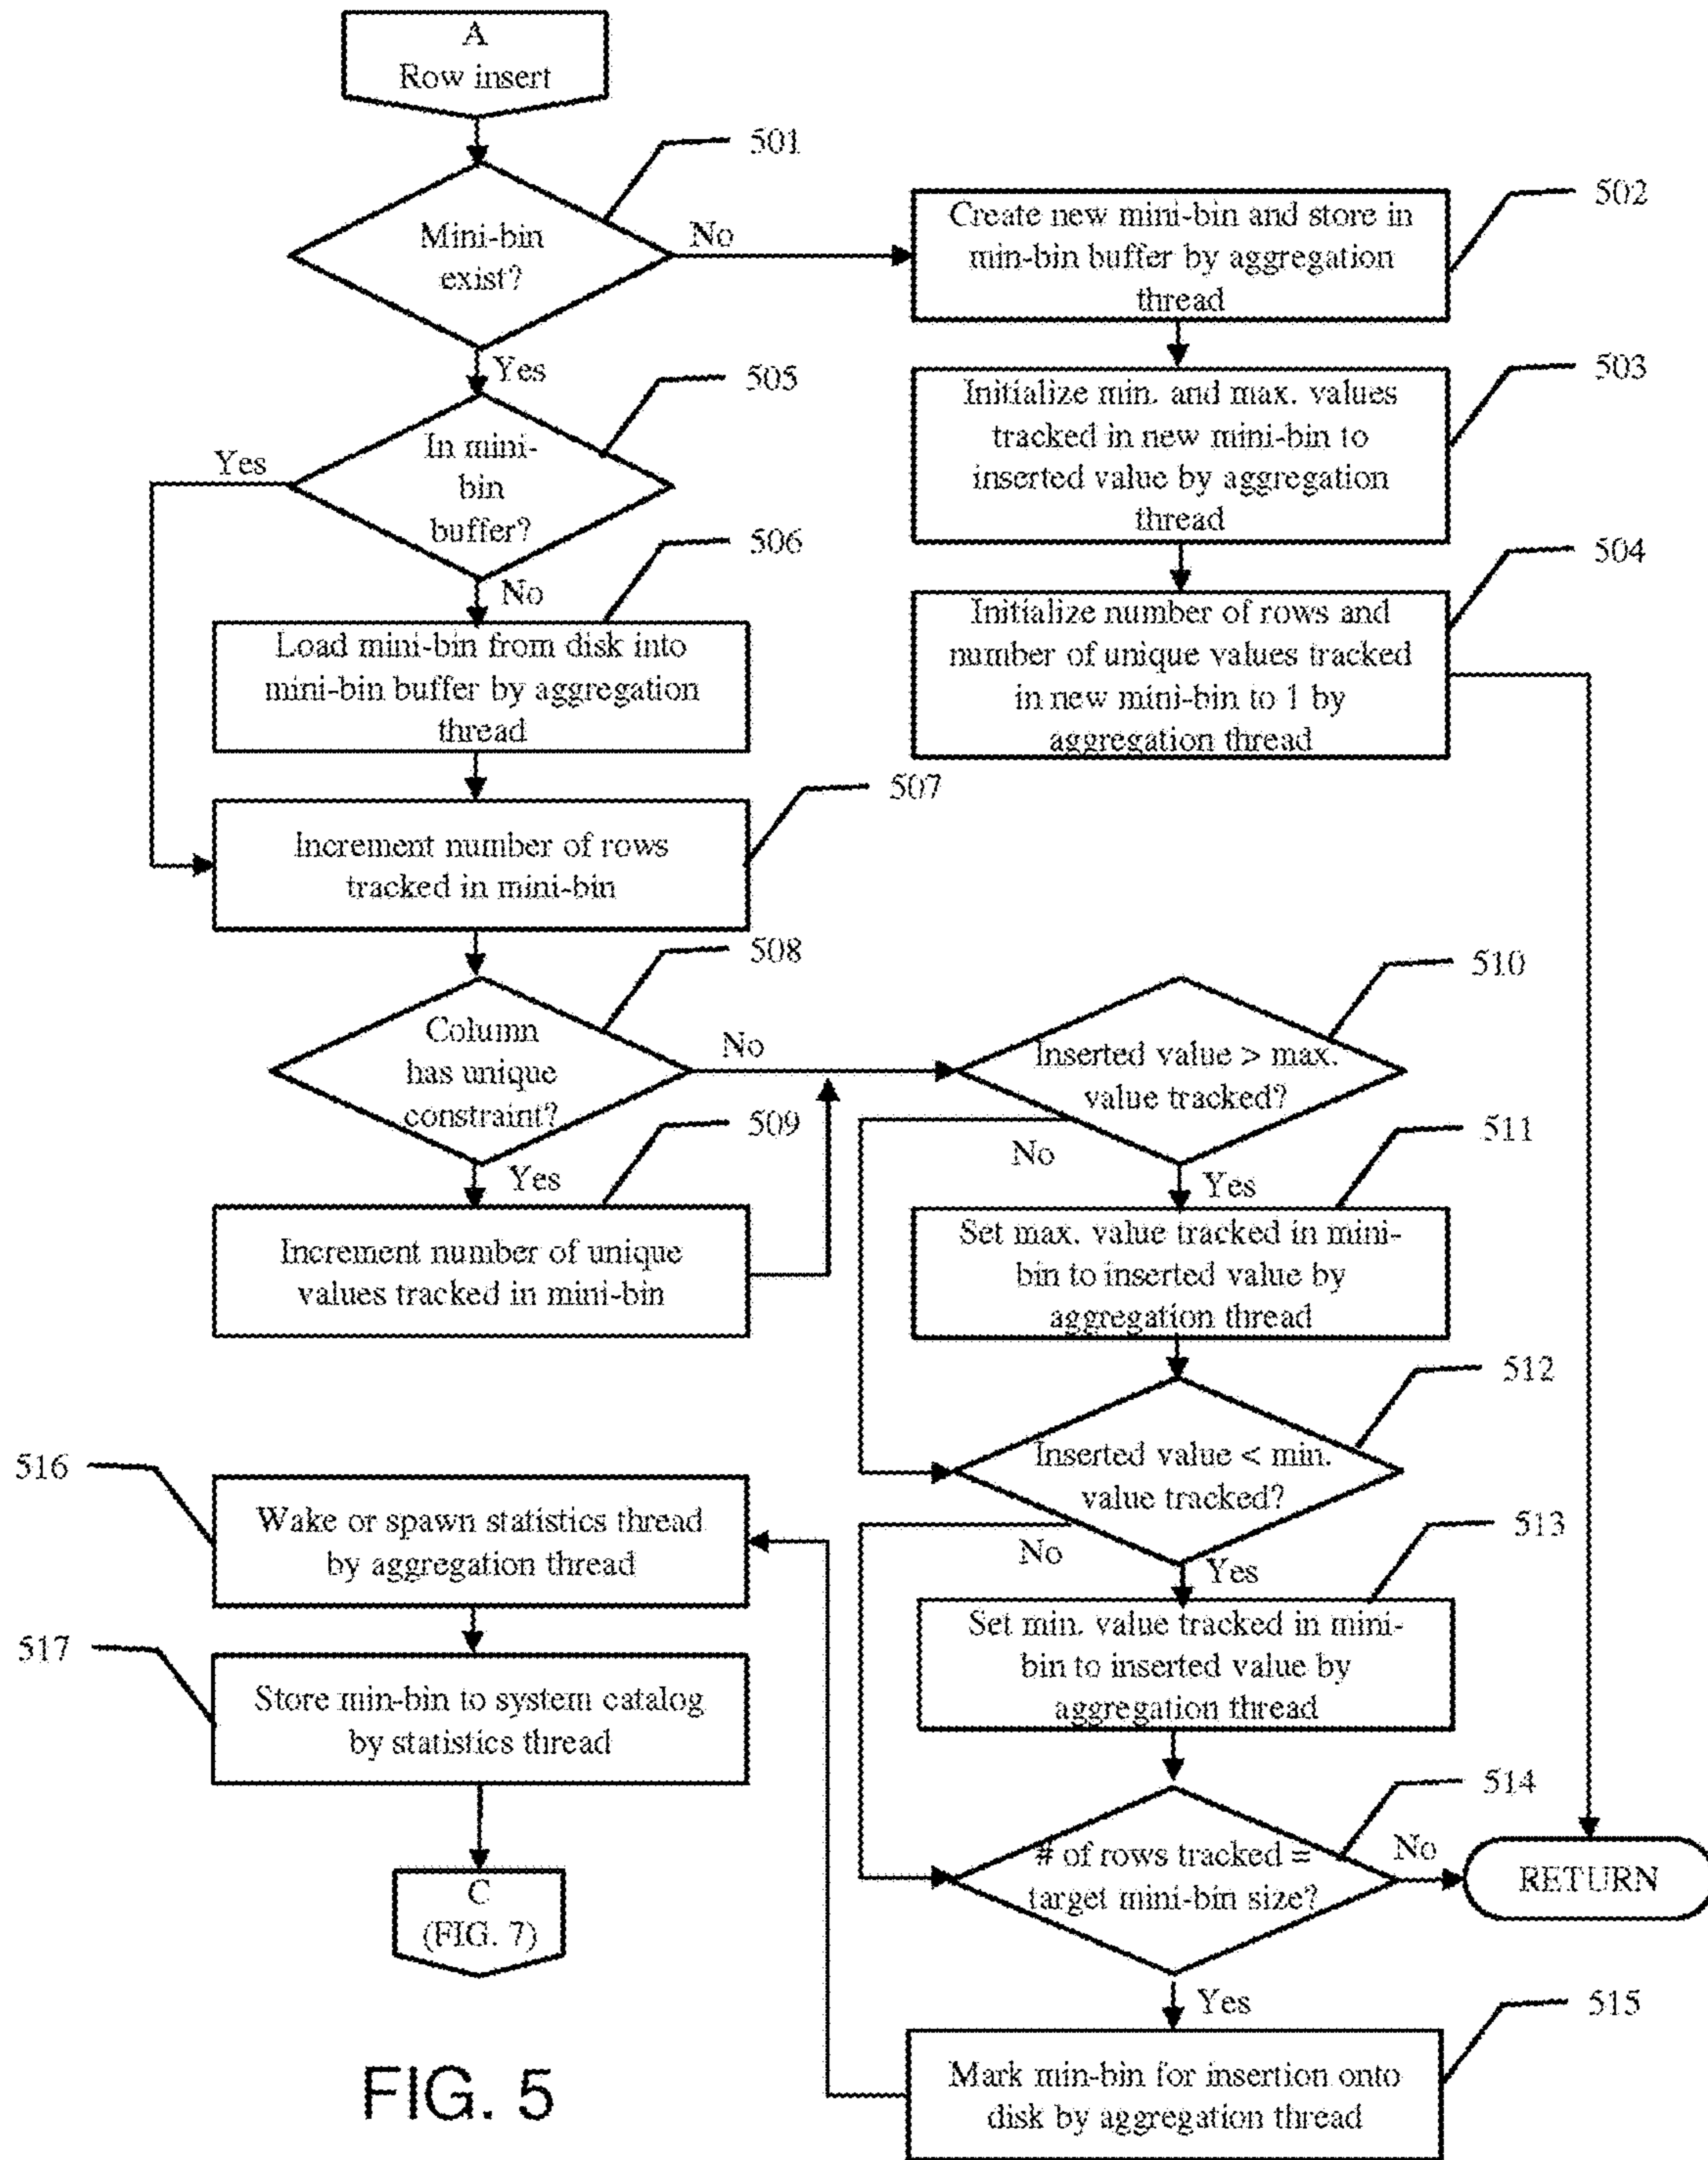 A
Row insert
501
Mini-bin
exist?
No
Yes
502
Create new mini-bin and store in
min-bin buffer by aggregation
thread
503
Initialize min. and max. values
tracked in new mini-bin to
inserted value by aggregation
thread
504
Initialize number of rows and
number of unique values tracked
in new mini-bin to 1 by
aggregation thread
505
In mini-
bin
buffer?
Yes
No
506
Load mini-bin from disk into
mini-bin buffer by aggregation
thread
507
Increment number of rows
tracked in mini-bin
508
Column
has unique
constraint?
No
Yes
509
Increment number of unique
values tracked in mini-bin
510
Inserted value > max.
value tracked?
No
Yes
511
Set max. value tracked in mini-
bin to inserted value by
aggregation thread
512
Inserted value < min.
value tracked?
No
Yes
513
Set min. value tracked in mini-
bin to inserted value by
aggregation thread
514
# of rows tracked =
target mini-bin size?
No
RETURN
Yes
515
Mark min-bin for insertion onto
disk by aggregation thread
516
Wake or spawn statistics thread
by aggregation thread
517
Store min-bin to system catalog
by statistics thread
C
(FIG. 7)
FIG. 5